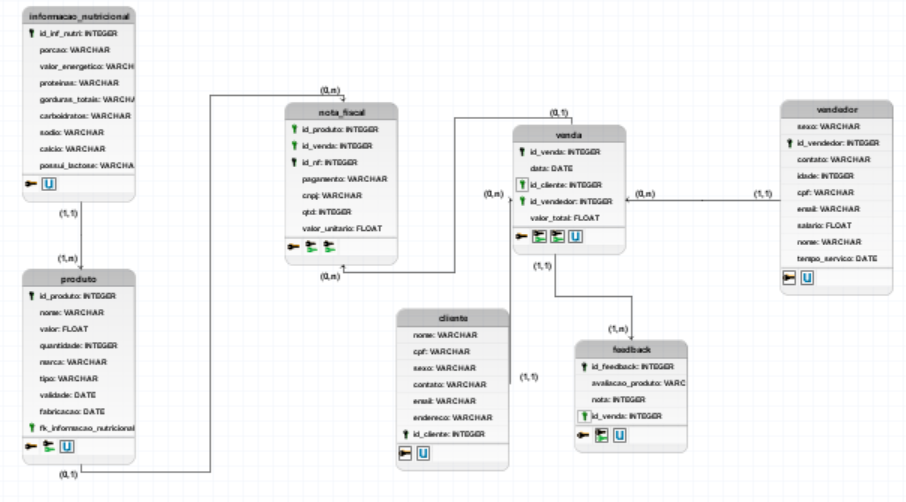 informacao_nutricional
id_inf_nutri: INTEGER
porcao: VARCHAR
valor_energetico: VARCH
proteinas: VARCHAR
gorduras_totais: VARCHA
carboidratos: VARCHAR
sodio: VARCHAR
calcio: VARCHAR
possui_lactose: VARCHA
(1,1)
(1,n)
produto
id_produto: INTEGER
nome: VARCHAR
valor: FLOAT
quantidade: INTEGER
marca: VARCHAR
tipo: VARCHAR
validade: DATE
fabricacao: DATE
fk_informacao_nutricional
(0,1)
(0,n)
nota_fiscal
id_produto: INTEGER
id_venda: INTEGER
id_nf: INTEGER
pagamento: VARCHAR
cnpj: VARCHAR
qtd: INTEGER
valor_unitario: FLOAT
(0,n)
(0,1)
venda
id_venda: INTEGER
data: DATE
id_cliente: INTEGER
id_vendedor: INTEGER
valor_total: FLOAT
(0,n)
(0,n)
(1,1)
vendedor
sexo: VARCHAR
id_vendedor: INTEGER
contato: VARCHAR
idade: INTEGER
cpf: VARCHAR
email: VARCHAR
salario: FLOAT
nome: VARCHAR
tempo_servico: DATE
(1,1)
(1,n)
cliente
nome: VARCHAR
cpf: VARCHAR
sexo: VARCHAR
contato: VARCHAR
email: VARCHAR
endereco: VARCHAR
id_cliente: INTEGER
(1,1)
feedback
id_feedback: INTEGER
avaliacao_produto: VARC
nota: INTEGER
id_venda: INTEGER